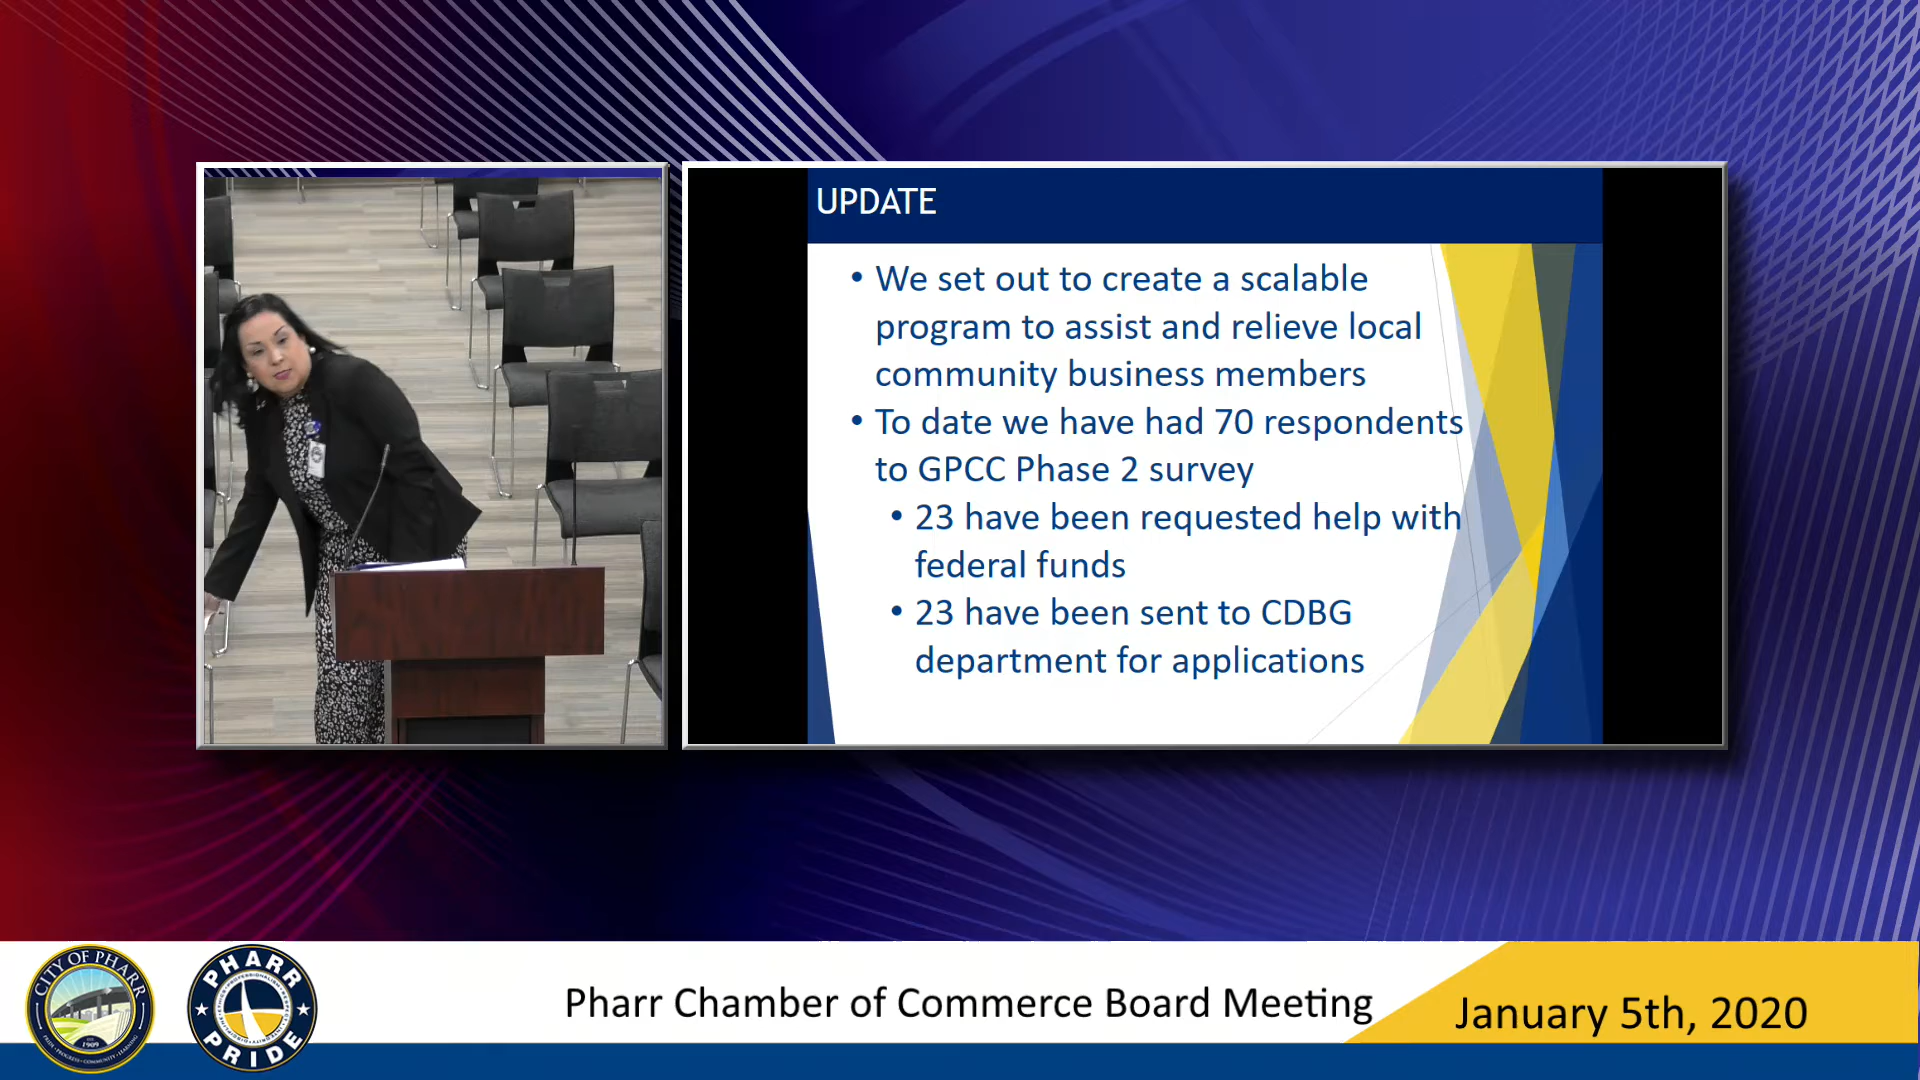 UPDATE
• We set out to create a scalable
program to assist and relieve local
community business members
• To date we have had 70 respondents
to GPCC Phase 2 survey
• 23 have been requested help with
federal funds
• 23 have been sent to CDBG
department for applications
CITY OF PHARR
1909
PHARR
PRIDE
Pharr Chamber of Commerce Board Meeting
January 5th, 2020